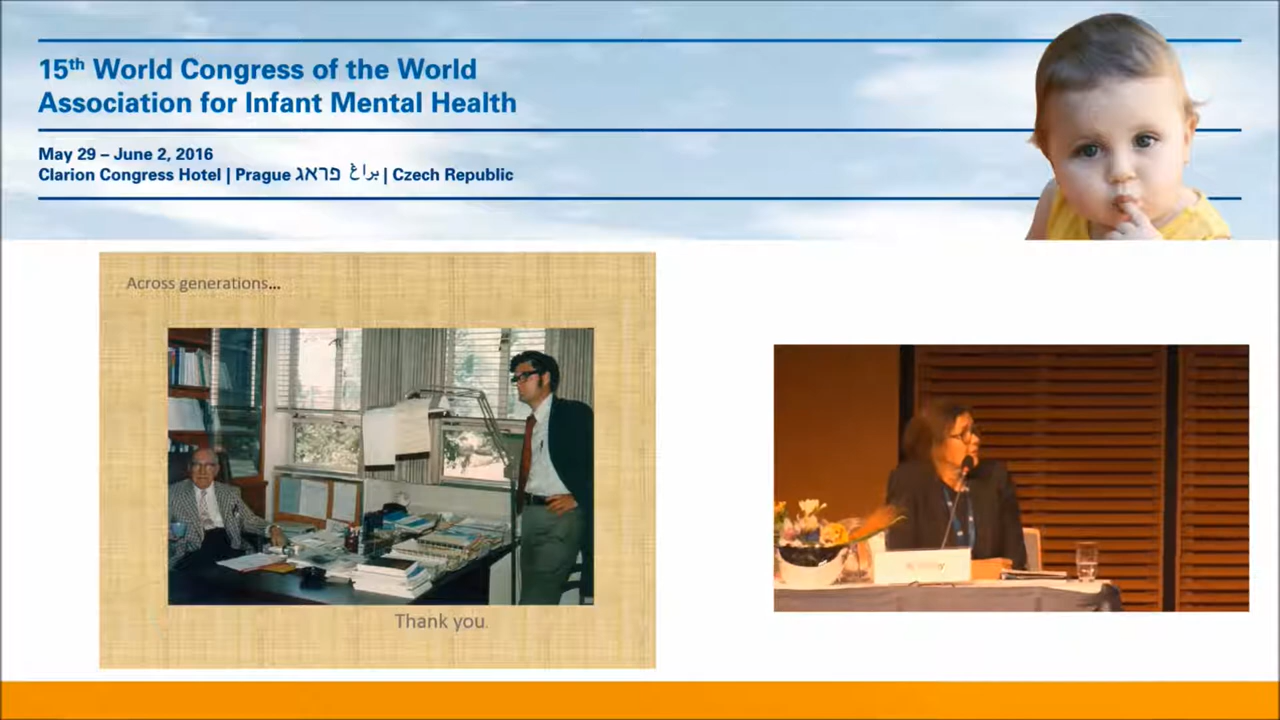 15th World Congress of the World
Association for Infant Mental Health
May 29 – June 2, 2016
Clarion Congress Hotel | Prague פראג براغ | Czech Republic
Across generations...
Thank you.